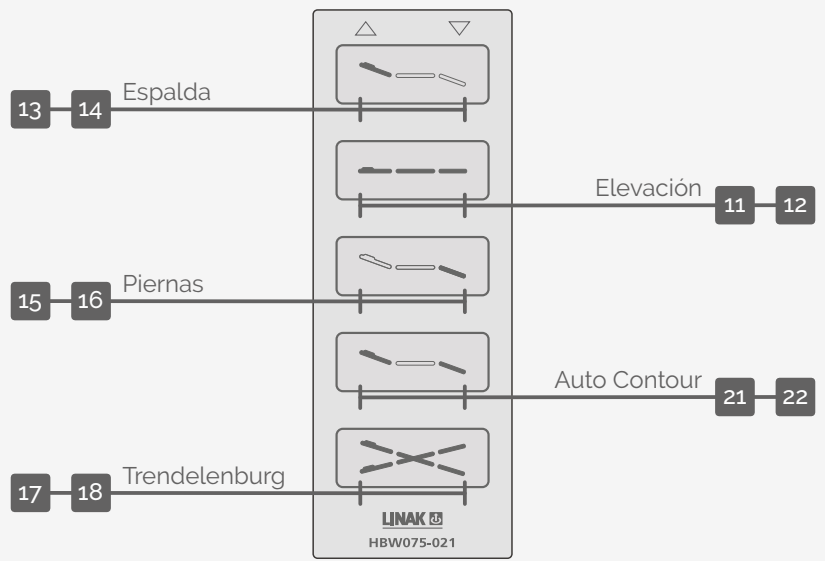 13 14 Espalda
Elevación 11 12
15 16 Piernas
Auto Contour 21 22
17 18 Trendelenburg
LINAK
HBW075-021